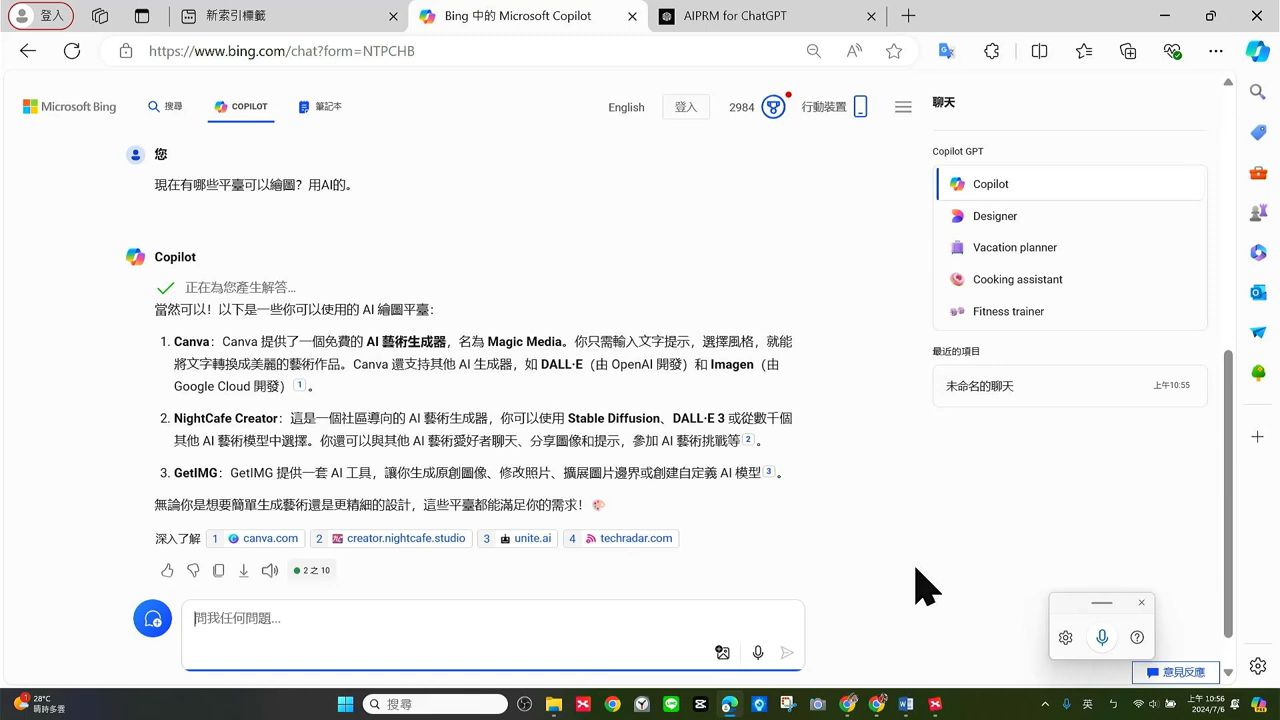 登入
新索引標籤
Bing 中的 Microsoft Copilot
AIPRM for ChatGPT
https://www.bing.com/chat?form=NTPCHB
Microsoft Bing
搜尋
COPILOT
筆記本
English
登入
2984
行動裝置
聊天
Copilot GPT
Copilot
Designer
Vacation planner
Cooking assistant
Fitness trainer
最近的項目
未命名的聊天
上午10:55
您
現在有哪些平臺可以繪圖？用AI的。
Copilot
正在為您產生解答...
當然可以！以下是一些你可以使用的 AI 繪圖平臺：
1. Canva：Canva 提供了一個免費的 AI 藝術生成器，名為 Magic Media。你只需輸入文字提示，選擇風格，就能
將文字轉換成美麗的藝術作品。Canva 還支持其他 AI 生成器，如 DALL·E（由 OpenAI 開發）和 Imagen（由
Google Cloud 開發） 1 。
2. NightCafe Creator：這是一個社區導向的 AI 藝術生成器，你可以使用 Stable Diffusion、DALL·E 3 或從數千個
其他 AI 藝術模型中選擇。你還可以與其他 AI 藝術愛好者聊天、分享圖像和提示，參加 AI 藝術挑戰等 2 。
3. GetIMG：GetIMG 提供一套 AI 工具，讓你生成原創圖像、修改照片、擴展圖片邊界或創建自定義 AI 模型 3 。
無論你是想要簡單生成藝術還是更精細的設計，這些平臺都能滿足你的需求！
深入了解 1 canva.com 2 creator.nightcafe.studio 3 unite.ai 4 techradar.com
2 之 10
問我任何問題...
意見反應
1
28°C
晴時多雲
搜尋
英
上午 10:56
2024/7/6